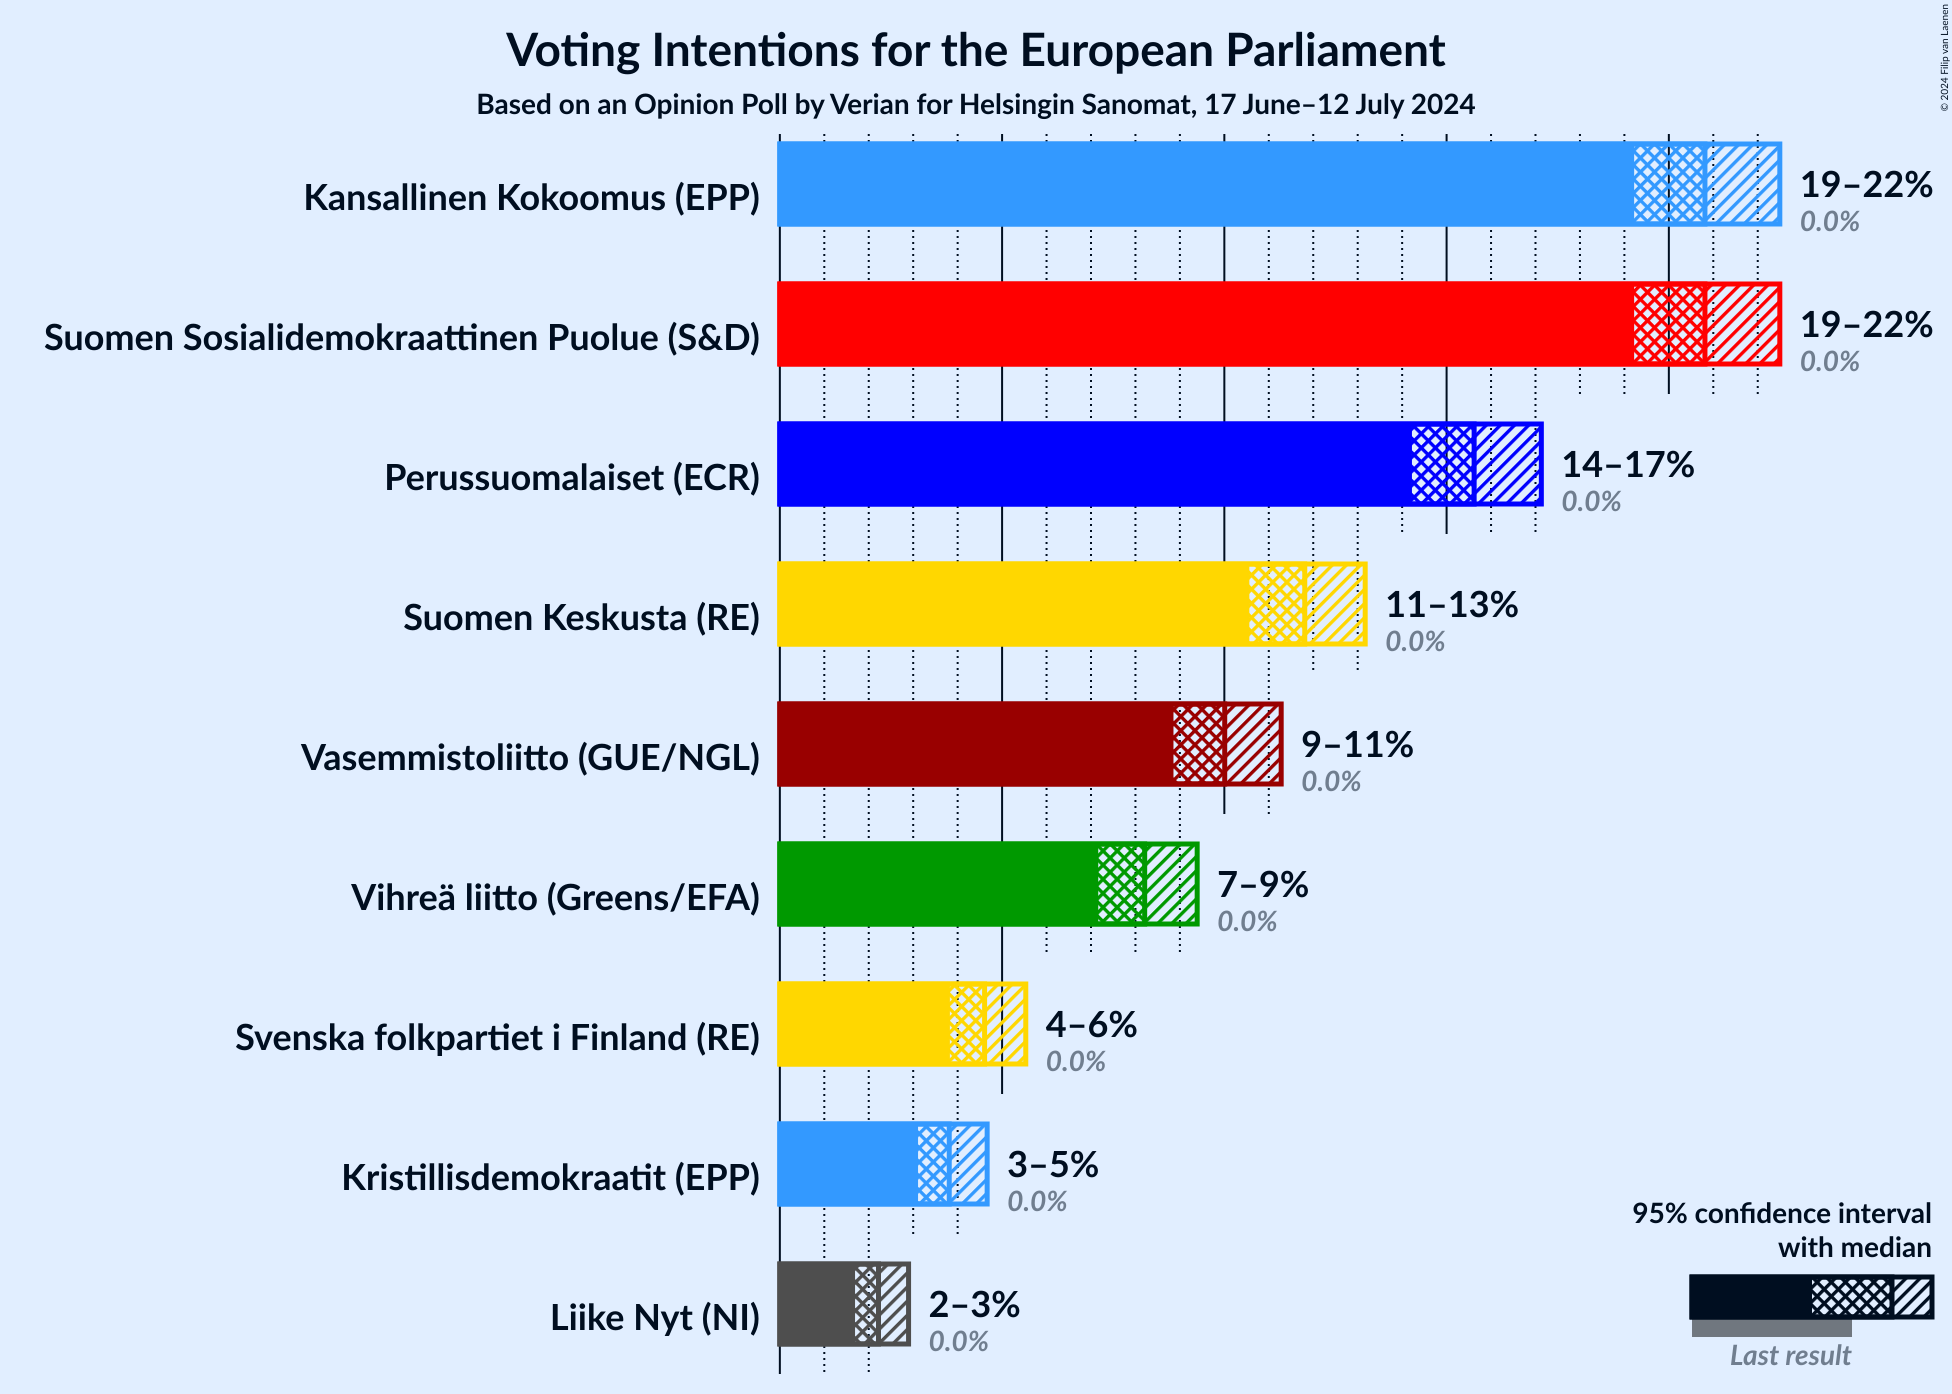 Voting Intentions for the European Parliament
Based on an Opinion Poll by Verian for Helsingin Sanomat, 17 June–12 July 2024
© 2024 Filip van Laenen
Kansallinen Kokoomus (EPP)
19–22%
0.0%
Suomen Sosialidemokraattinen Puolue (S&D)
19–22%
0.0%
Perussuomalaiset (ECR)
14–17%
0.0%
Suomen Keskusta (RE)
11–13%
0.0%
Vasemmistoliitto (GUE/NGL)
9–11%
0.0%
Vihreä liitto (Greens/EFA)
7–9%
0.0%
Svenska folkpartiet i Finland (RE)
4–6%
0.0%
Kristillisdemokraatit (EPP)
3–5%
0.0%
Liike Nyt (NI)
2–3%
0.0%
95% confidence interval
with median
Last result